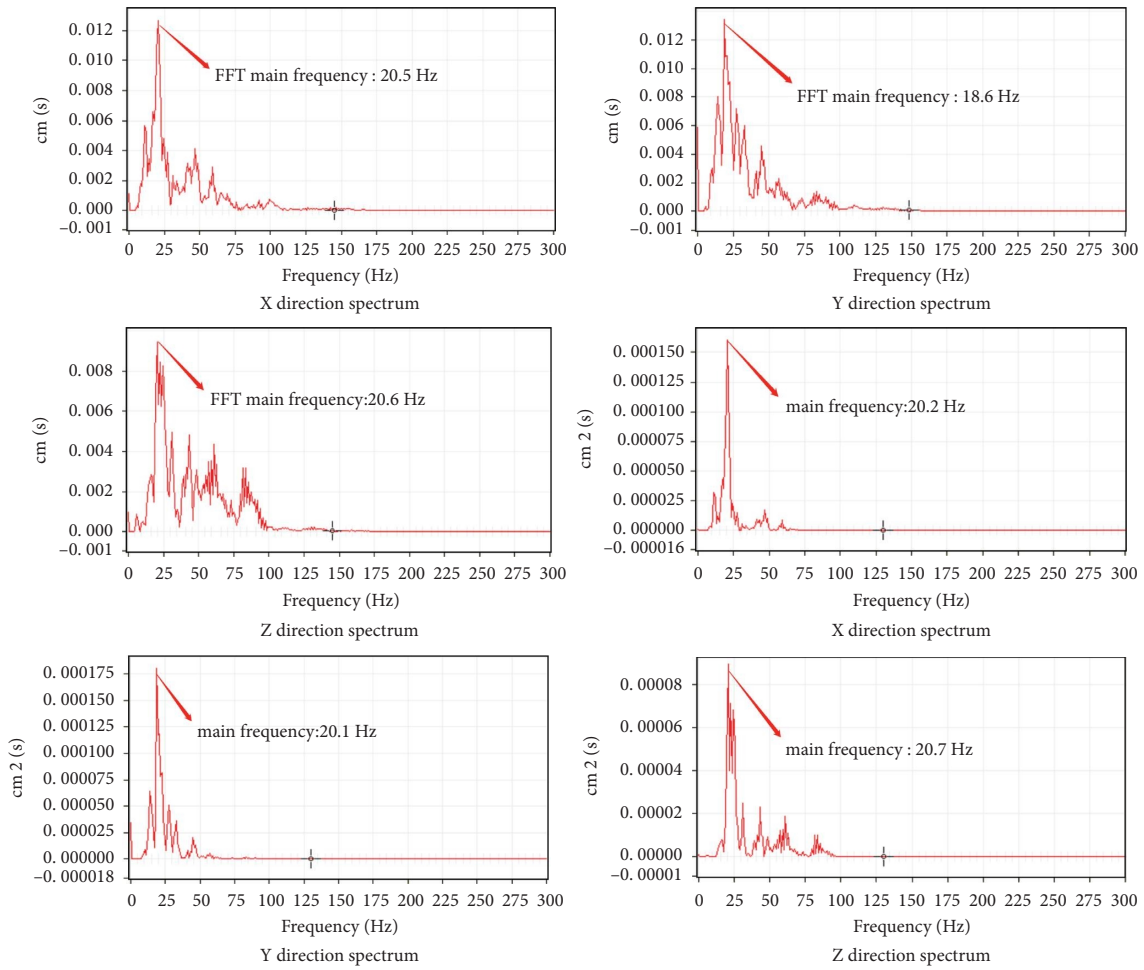 0. 012
0. 010
0. 008
0. 006
0. 004
0. 002
0. 000
−0. 001
cm (s)
FFT main frequency : 20.5 Hz
0 25 50 75 100 125 145 175 200 225 250 275 300
Frequency (Hz)
X direction spectrum
0. 012
0. 010
0. 008
0. 006
0. 004
0. 002
0. 000
−0. 001
cm (s)
FFT main frequency : 18.6 Hz
0 25 50 75 100 125 150 175 200 225 250 275 300
Frequency (Hz)
Y direction spectrum
0. 008
0. 006
0. 004
0. 002
0. 000
−0. 001
cm (s)
FFT main frequency:20.6 Hz
0 25 50 75 100 125 150 175 200 225 250 275 300
Frequency (Hz)
Z direction spectrum
0. 000150
0. 000125
0. 000100
0. 000075
0. 000025
0. 000000
−0. 000016
cm 2 (s)
main frequency:20.2 Hz
0 25 50 75 100 125 150 175 200 225 250 275 300
Frequency (Hz)
X direction spectrum
0. 000175
0. 000150
0. 000125
0. 000100
0. 000075
0. 000050
0. 000025
0. 000000
−0. 000018
cm 2 (s)
main frequency:20.1 Hz
0 25 50 75 100 125 150 175 200 225 250 275 300
Frequency (Hz)
Y direction spectrum
0. 00008
0. 00006
0. 00004
0. 00002
0. 00000
−0. 00001
cm 2 (s)
main frequency : 20.7 Hz
0 25 50 75 100 125 150 175 200 225 250 275 300
Frequency (Hz)
Z direction spectrum